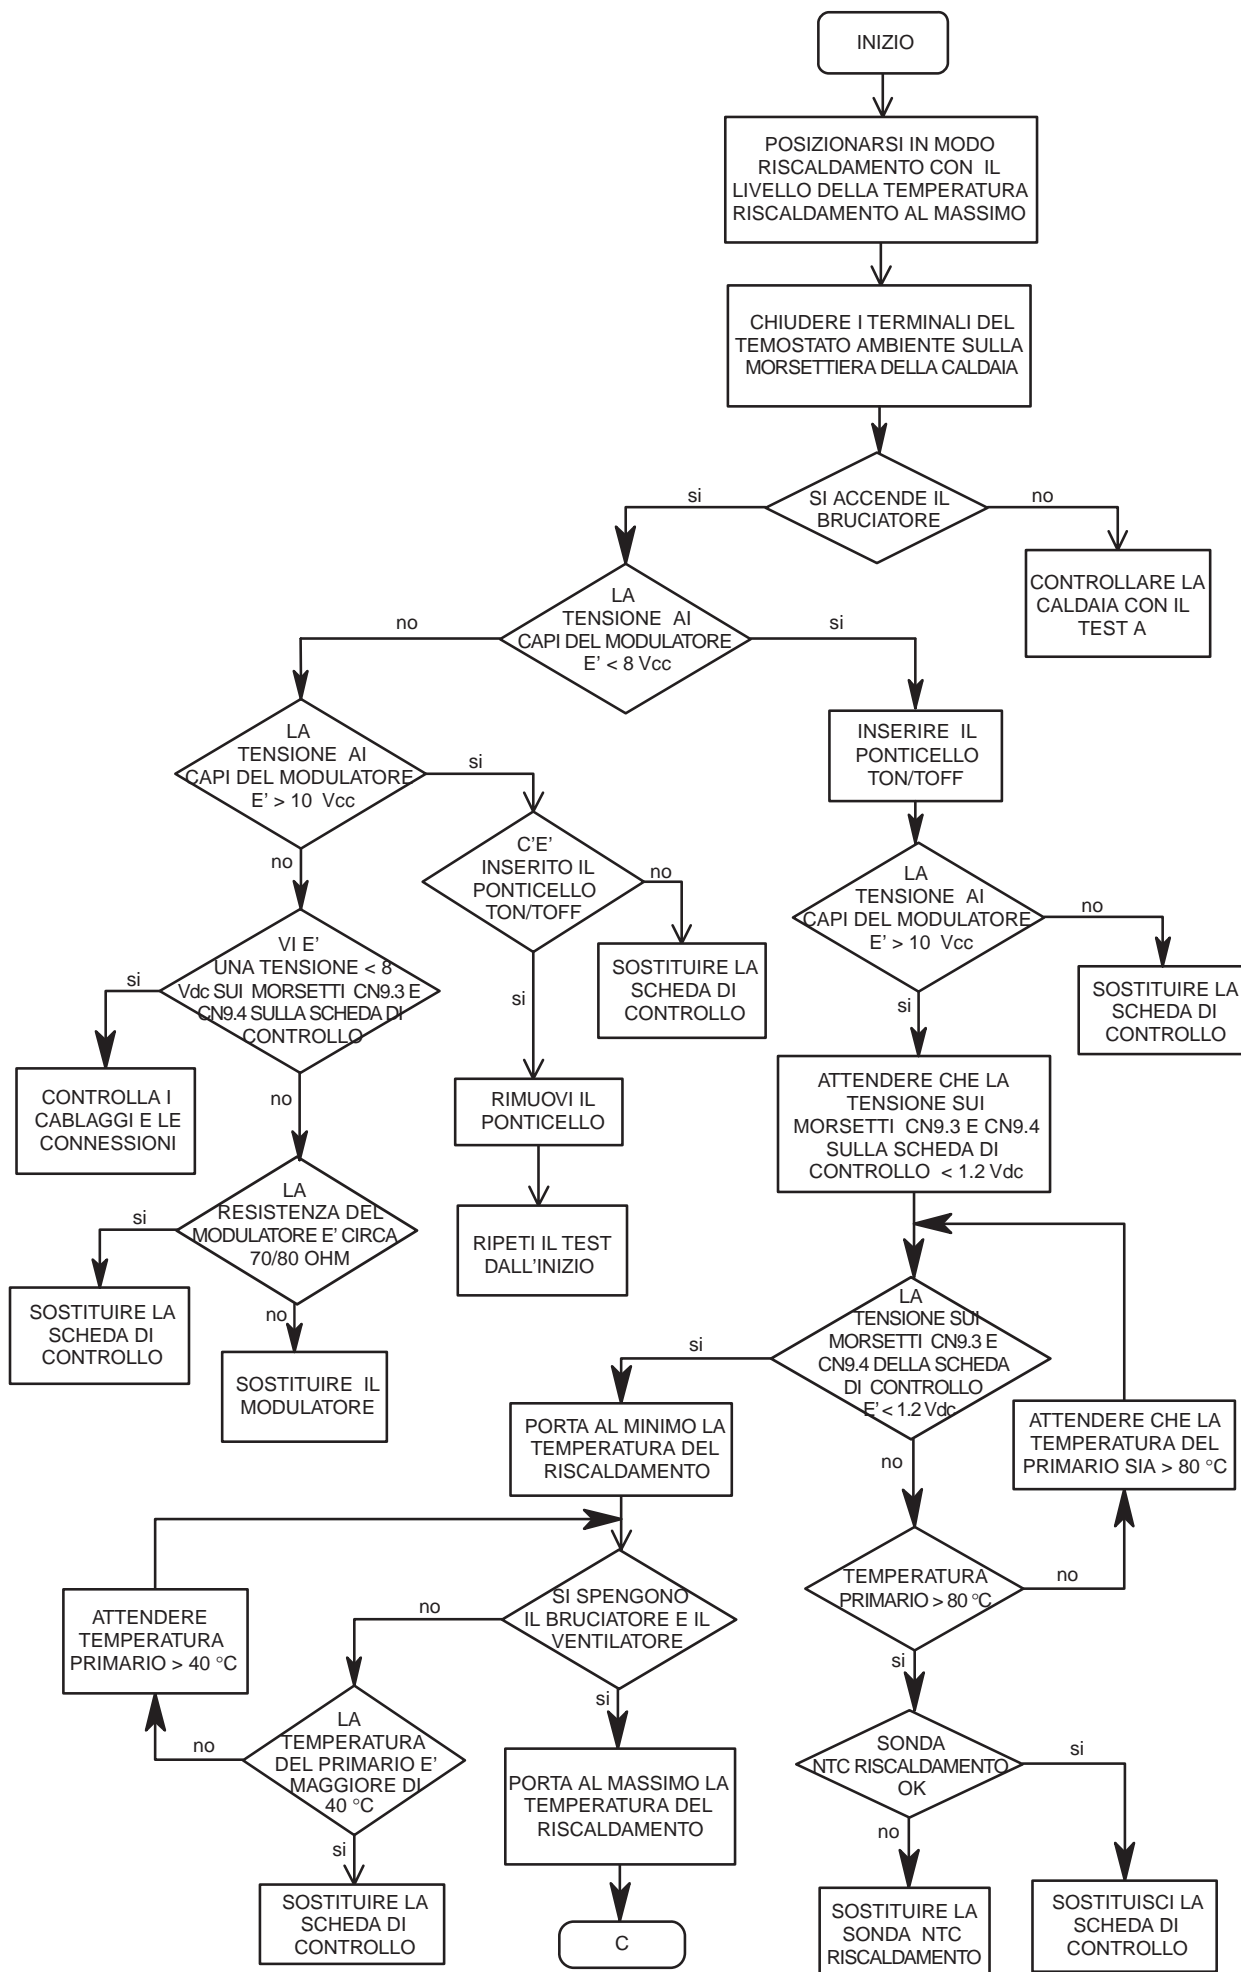 INIZIO
POSIZIONARSI IN MODO
RISCALDAMENTO CON IL
LIVELLO DELLA TEMPERATURA
RISCALDAMENTO AL MASSIMO
CHIUDERE I TERMINALI DEL
TEMOSTATO AMBIENTE SULLA
MORSETTIERA DELLA CALDAIA
SI ACCENDE IL
BRUCIATORE
si
no
CONTROLLARE LA
CALDAIA CON IL
TEST A
LA
TENSIONE AI
CAPI DEL MODULATORE
E' < 8 Vcc
no
si
LA
TENSIONE AI
CAPI DEL MODULATORE
E' > 10 Vcc
si
no
INSERIRE IL
PONTICELLO
TON/TOFF
C'E'
INSERITO IL
PONTICELLO
TON/TOFF
no
si
SOSTITUIRE LA
SCHEDA DI
CONTROLLO
LA
TENSIONE AI
CAPI DEL MODULATORE
E' > 10 Vcc
no
si
SOSTITUIRE LA
SCHEDA DI
CONTROLLO
VI E'
UNA TENSIONE < 8
Vdc SUI MORSETTI CN9.3 E
CN9.4 SULLA SCHEDA DI
CONTROLLO
si
no
CONTROLLA I
CABLAGGI E LE
CONNESSIONI
RIMUOVI IL
PONTICELLO
RIPETI IL TEST
DALL'INIZIO
ATTENDERE CHE LA
TENSIONE SUI
MORSETTI CN9.3 E CN9.4
SULLA SCHEDA DI
CONTROLLO < 1.2 Vdc
LA
RESISTENZA DEL
MODULATORE E' CIRCA
70/80 OHM
si
no
SOSTITUIRE LA
SCHEDA DI
CONTROLLO
SOSTITUIRE IL
MODULATORE
LA
TENSIONE SUI
MORSETTI CN9.3 E
CN9.4 DELLA SCHEDA
DI CONTROLLO
E' < 1.2 Vdc
si
no
PORTA AL MINIMO LA
TEMPERATURA DEL
RISCALDAMENTO
ATTENDERE CHE LA
TEMPERATURA DEL
PRIMARIO SIA > 80 °C
TEMPERATURA
PRIMARIO > 80 °C
no
si
SI SPENGONO
IL BRUCIATORE E IL
VENTILATORE
no
si
ATTENDERE
TEMPERATURA
PRIMARIO > 40 °C
LA
TEMPERATURA
DEL PRIMARIO E'
MAGGIORE DI
40 °C
no
si
SOSTITUIRE LA
SCHEDA DI
CONTROLLO
PORTA AL MASSIMO LA
TEMPERATURA DEL
RISCALDAMENTO
C
SONDA
NTC RISCALDAMENTO
OK
si
no
SOSTITUIRE LA
SONDA NTC
RISCALDAMENTO
SOSTITUISCI LA
SCHEDA DI
CONTROLLO